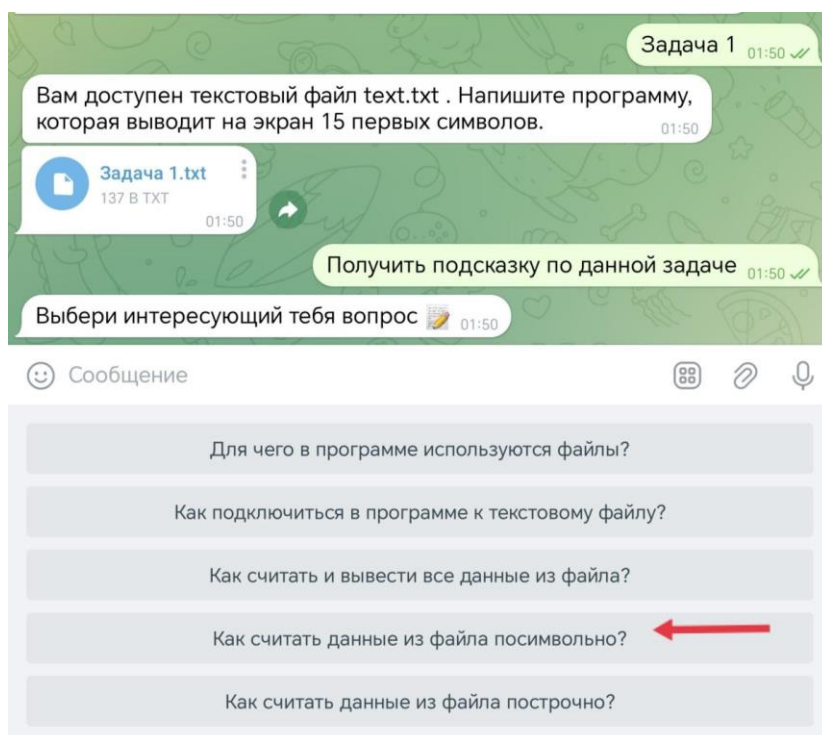 Задача 1 01:50
Вам доступен текстовый файл text.txt . Напишите программу,
которая выводит на экран 15 первых символов. 01:50
Задача 1.txt
137 B TXT
01:50
Получить подсказку по данной задаче 01:50
Выбери интересующий тебя вопрос 📝 01:50
Сообщение
Для чего в программе используются файлы?
Как подключиться в программе к текстовому файлу?
Как считать и вывести все данные из файла?
Как считать данные из файла посимвольно?
Как считать данные из файла построчно?